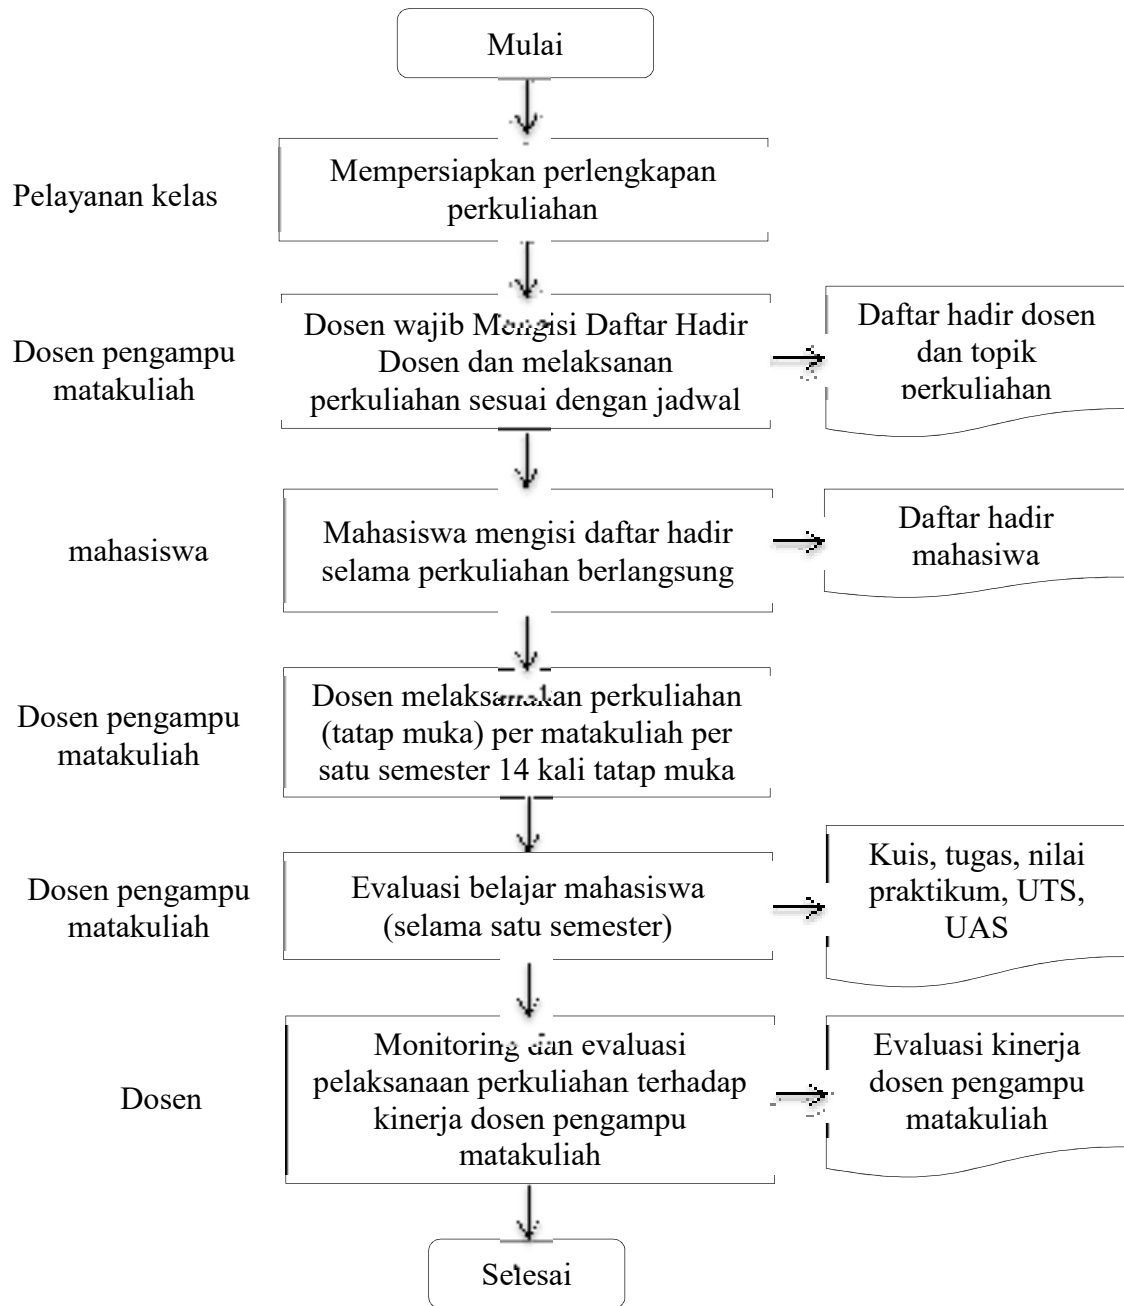 Mulai
Pelayanan kelas
Mempersiapkan perlengkapan
perkuliahan
Dosen pengampu
matakuliah
Dosen wajib Mengisi Daftar Hadir
Dosen dan melaksanan
perkuliahan sesuai dengan jadwal
Daftar hadir dosen
dan topik
perkuliahan
mahasiswa
Mahasiswa mengisi daftar hadir
selama perkuliahan berlangsung
Daftar hadir
mahasiwa
Dosen pengampu
matakuliah
Dosen melaksanakan perkuliahan
(tatap muka) per matakuliah per
satu semester 14 kali tatap muka
Dosen pengampu
matakuliah
Evaluasi belajar mahasiswa
(selama satu semester)
Kuis, tugas, nilai
praktikum, UTS,
UAS
Dosen
Monitoring dan evaluasi
pelaksanaan perkuliahan terhadap
kinerja dosen pengampu
matakuliah
Evaluasi kinerja
dosen pengampu
matakuliah
Selesai